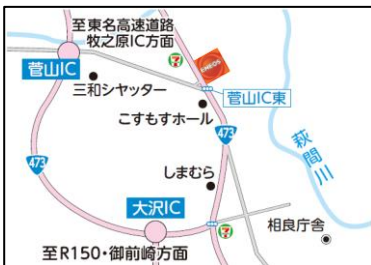 至東名高速道路
牧之原IC方面
菅山IC
7
ENEOS
三和シヤッター
菅山IC東
こすもすホール
473
473
萩間川
しまむら
大沢IC
7
相良庁舎
至R150・御前崎方面